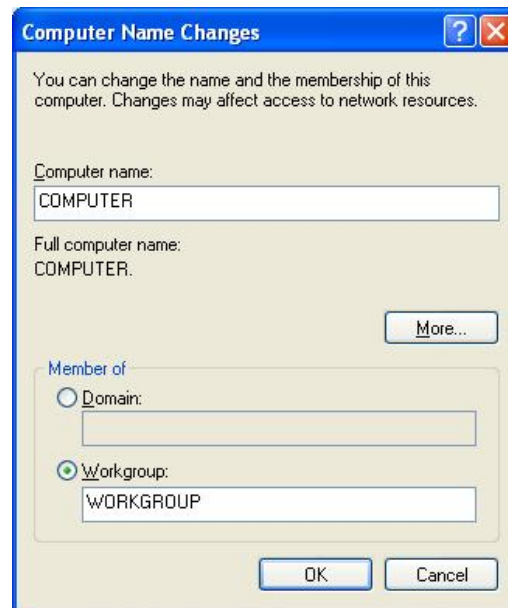 Computer Name Changes
You can change the name and the membership of this
computer. Changes may affect access to network resources.
Computer name:
COMPUTER
Full computer name:
COMPUTER.
More...
Member of
Domain:
Workgroup:
WORKGROUP
OK Cancel